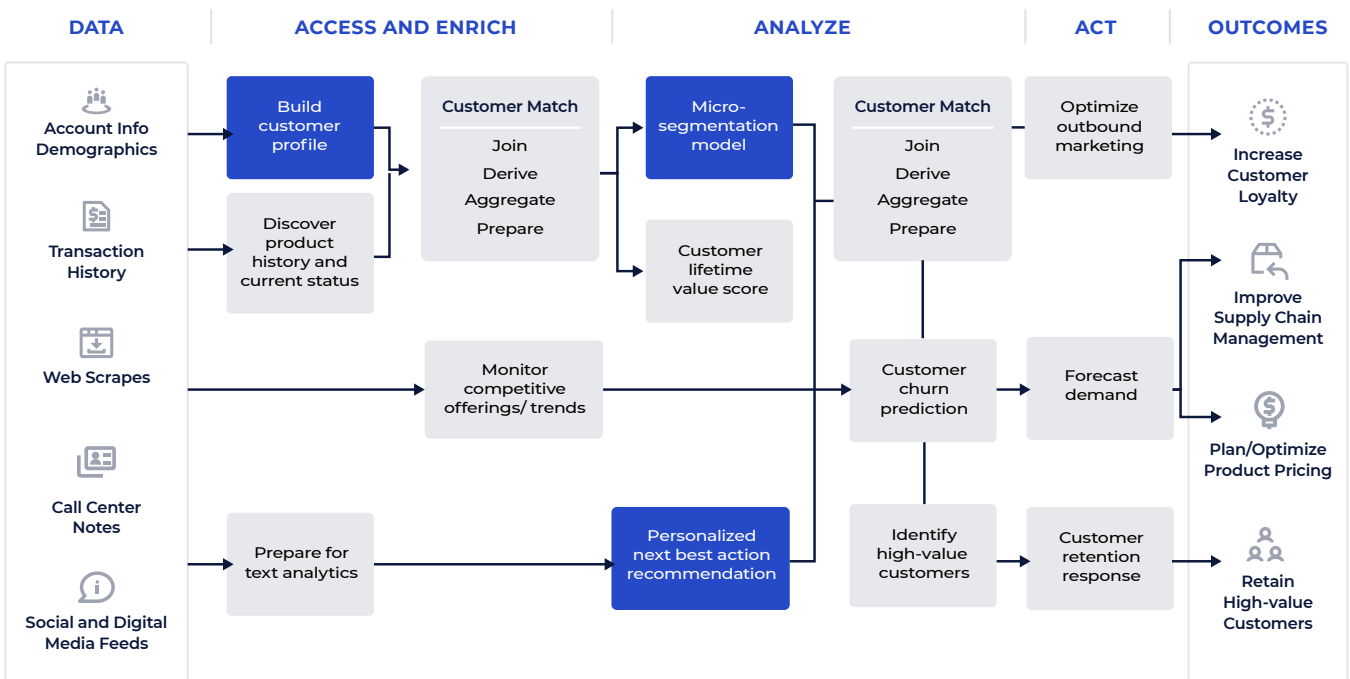 DATA
ACCESS AND ENRICH
ANALYZE
ACT
OUTCOMES
Account Info
Demographics
Transaction
History
Web Scrapes
Call Center
Notes
Social and Digital
Media Feeds
Build
customer
profile
Discover
product
history and
current status
Prepare for
text analytics
Customer Match
Join
Derive
Aggregate
Prepare
Monitor
competitive
offerings/ trends
Micro-
segmentation
model
Customer
lifetime
value score
Personalized
next best action
recommendation
Customer Match
Join
Derive
Aggregate
Prepare
Customer
churn
prediction
Identify
high-value
customers
Optimize
outbound
marketing
Forecast
demand
Customer
retention
response
Increase
Customer
Loyalty
Improve
Supply Chain
Management
Plan/Optimize
Product Pricing
Retain
High-value
Customers